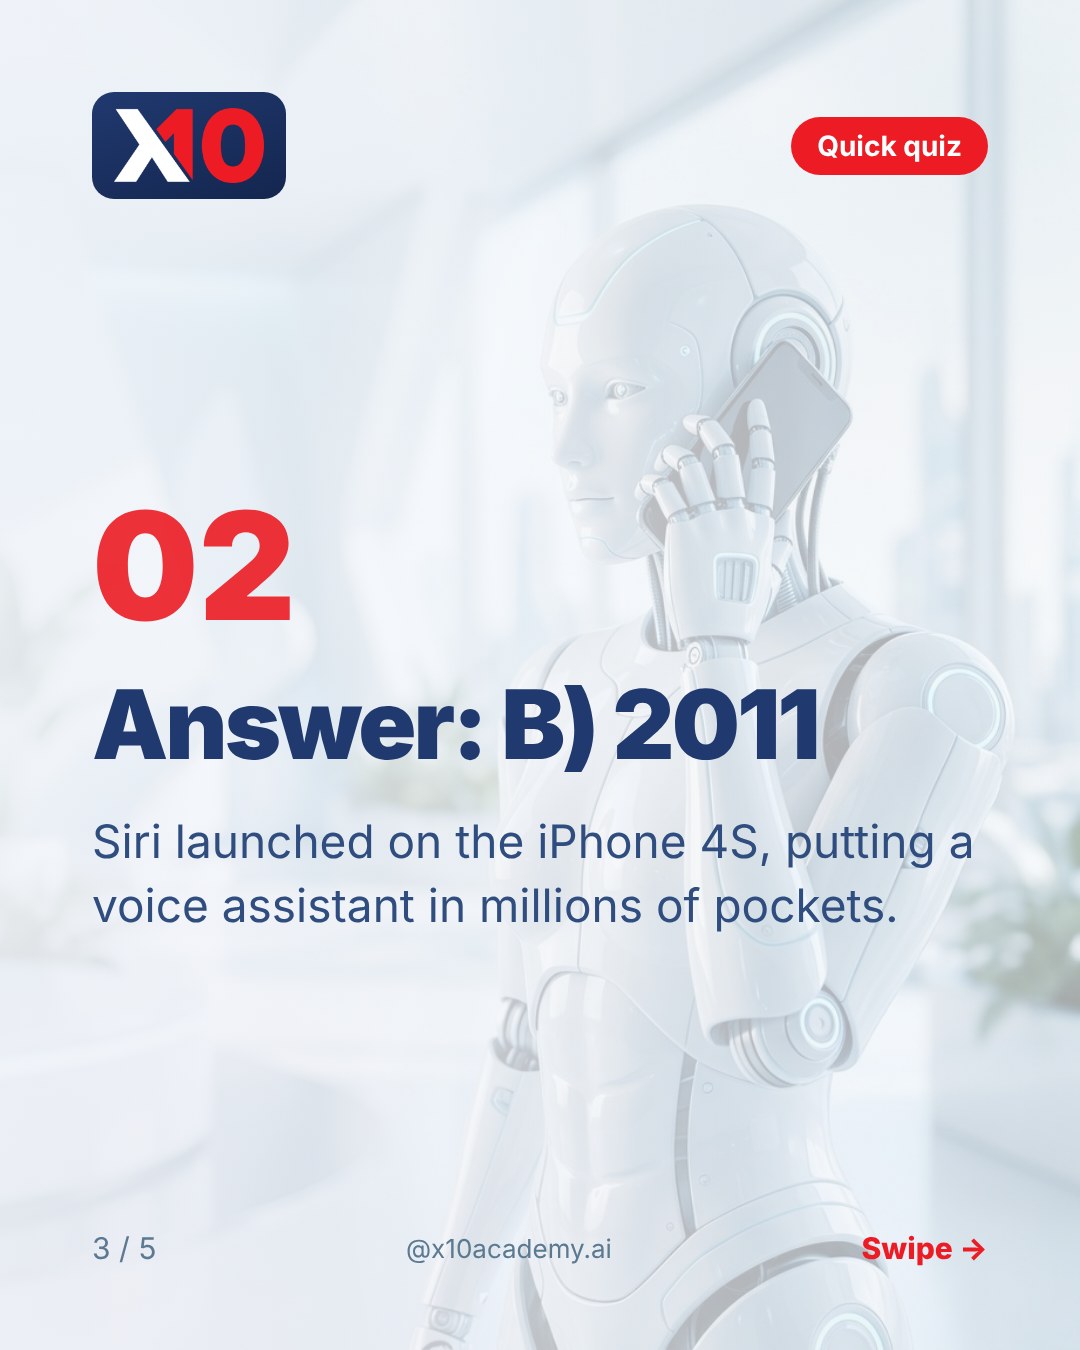 X10
Quick quiz
02
Answer: B) 2011
Siri launched on the iPhone 4S, putting a
voice assistant in millions of pockets.
3 / 5
@x10academy.ai
Swipe →